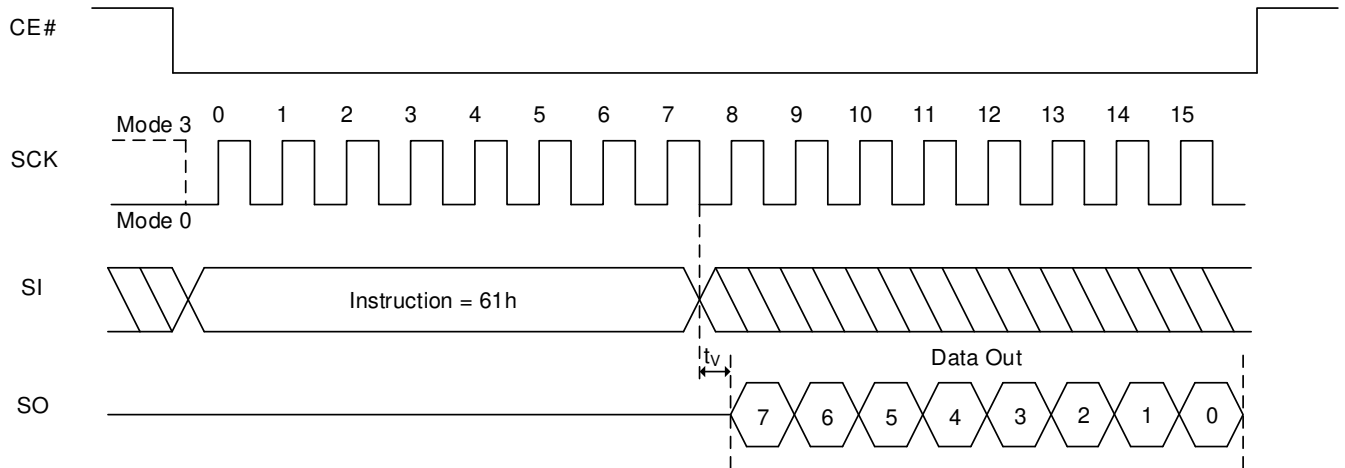 CE#
0 1 2 3 4 5 6 7 8 9 10 11 12 13 14 15
Mode 3
SCK
Mode 0
SI
Instruction = 61h
tV
Data Out
SO
7 6 5 4 3 2 1 0